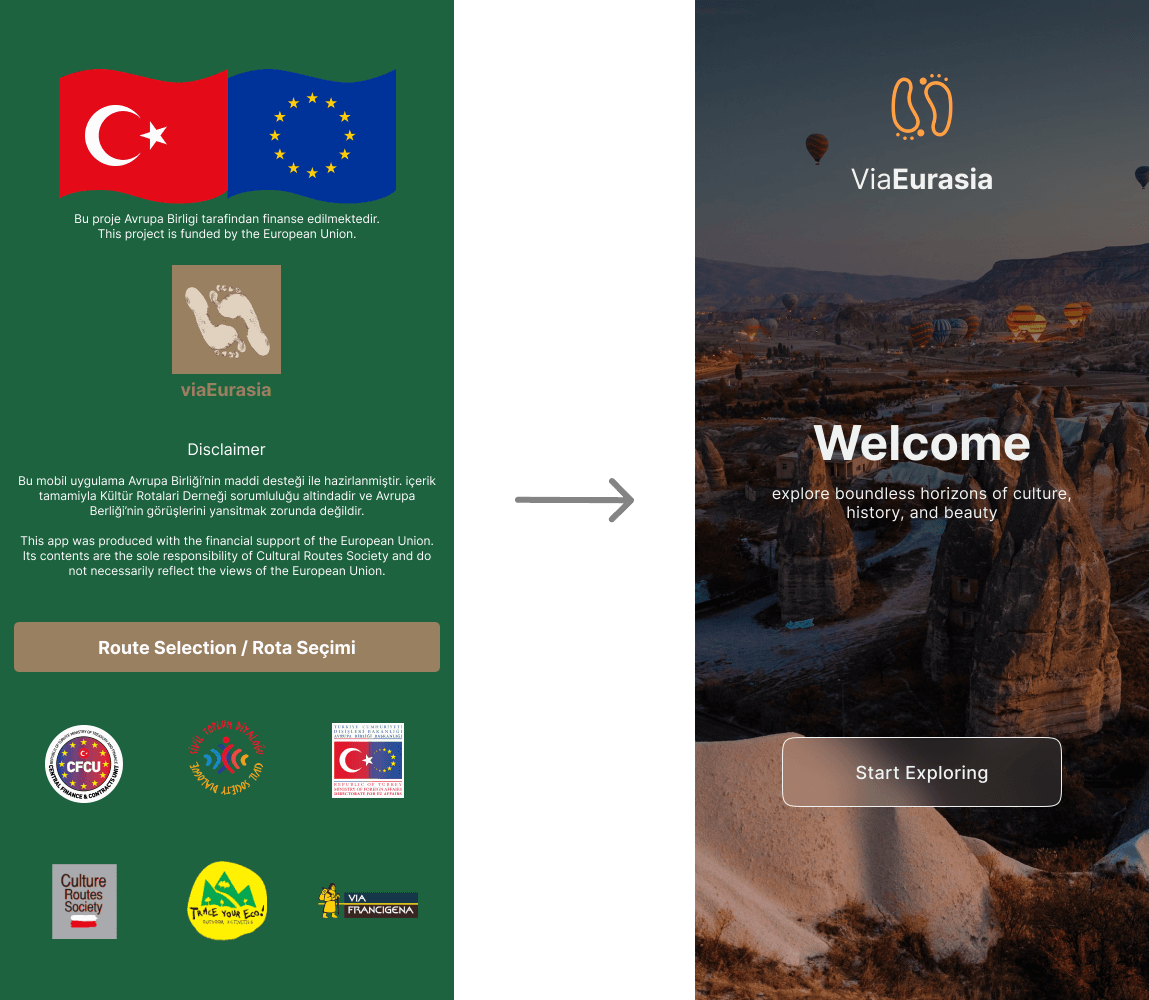 Bu proje Avrupa Birligi tarafindan finanse edilmektedir.
This project is funded by the European Union.
viaEurasia
Disclaimer
Bu mobil uygulama Avrupa Birliği'nin maddi desteği ile hazirlanmiştir. içerik
tamamiyla Kültür Rotalari Derneği sorumluluğu altindadir ve Avrupa
Berliği'nin görüşlerini yansitmak zorunda değildir.
This app was produced with the financial support of the European Union.
Its contents are the sole responsibility of Cultural Routes Society and do
not necessarily reflect the views of the European Union.
Route Selection / Rota Seçimi
CFCU
CENTRAL FINANCE & CONTRACTS UNIT
SİVİL TOPLUM DİYALOĞU
CIVIL SOCIETY DIALOGUE
TÜRKİYE CUMHURİYETİ
DIŞİŞLERİ BAKANLIĞI
AVRUPA BİRLİĞİ BAŞKANLIĞI
REPUBLIC OF TURKEY
MINISTRY OF FOREIGN AFFAIRS
DIRECTORATE FOR EU AFFAIRS
Culture
Routes
Society
TRACE YOUR ECO!
VIA
FRANCIGENA
ViaEurasia
Welcome
explore boundless horizons of culture,
history, and beauty
Start Exploring